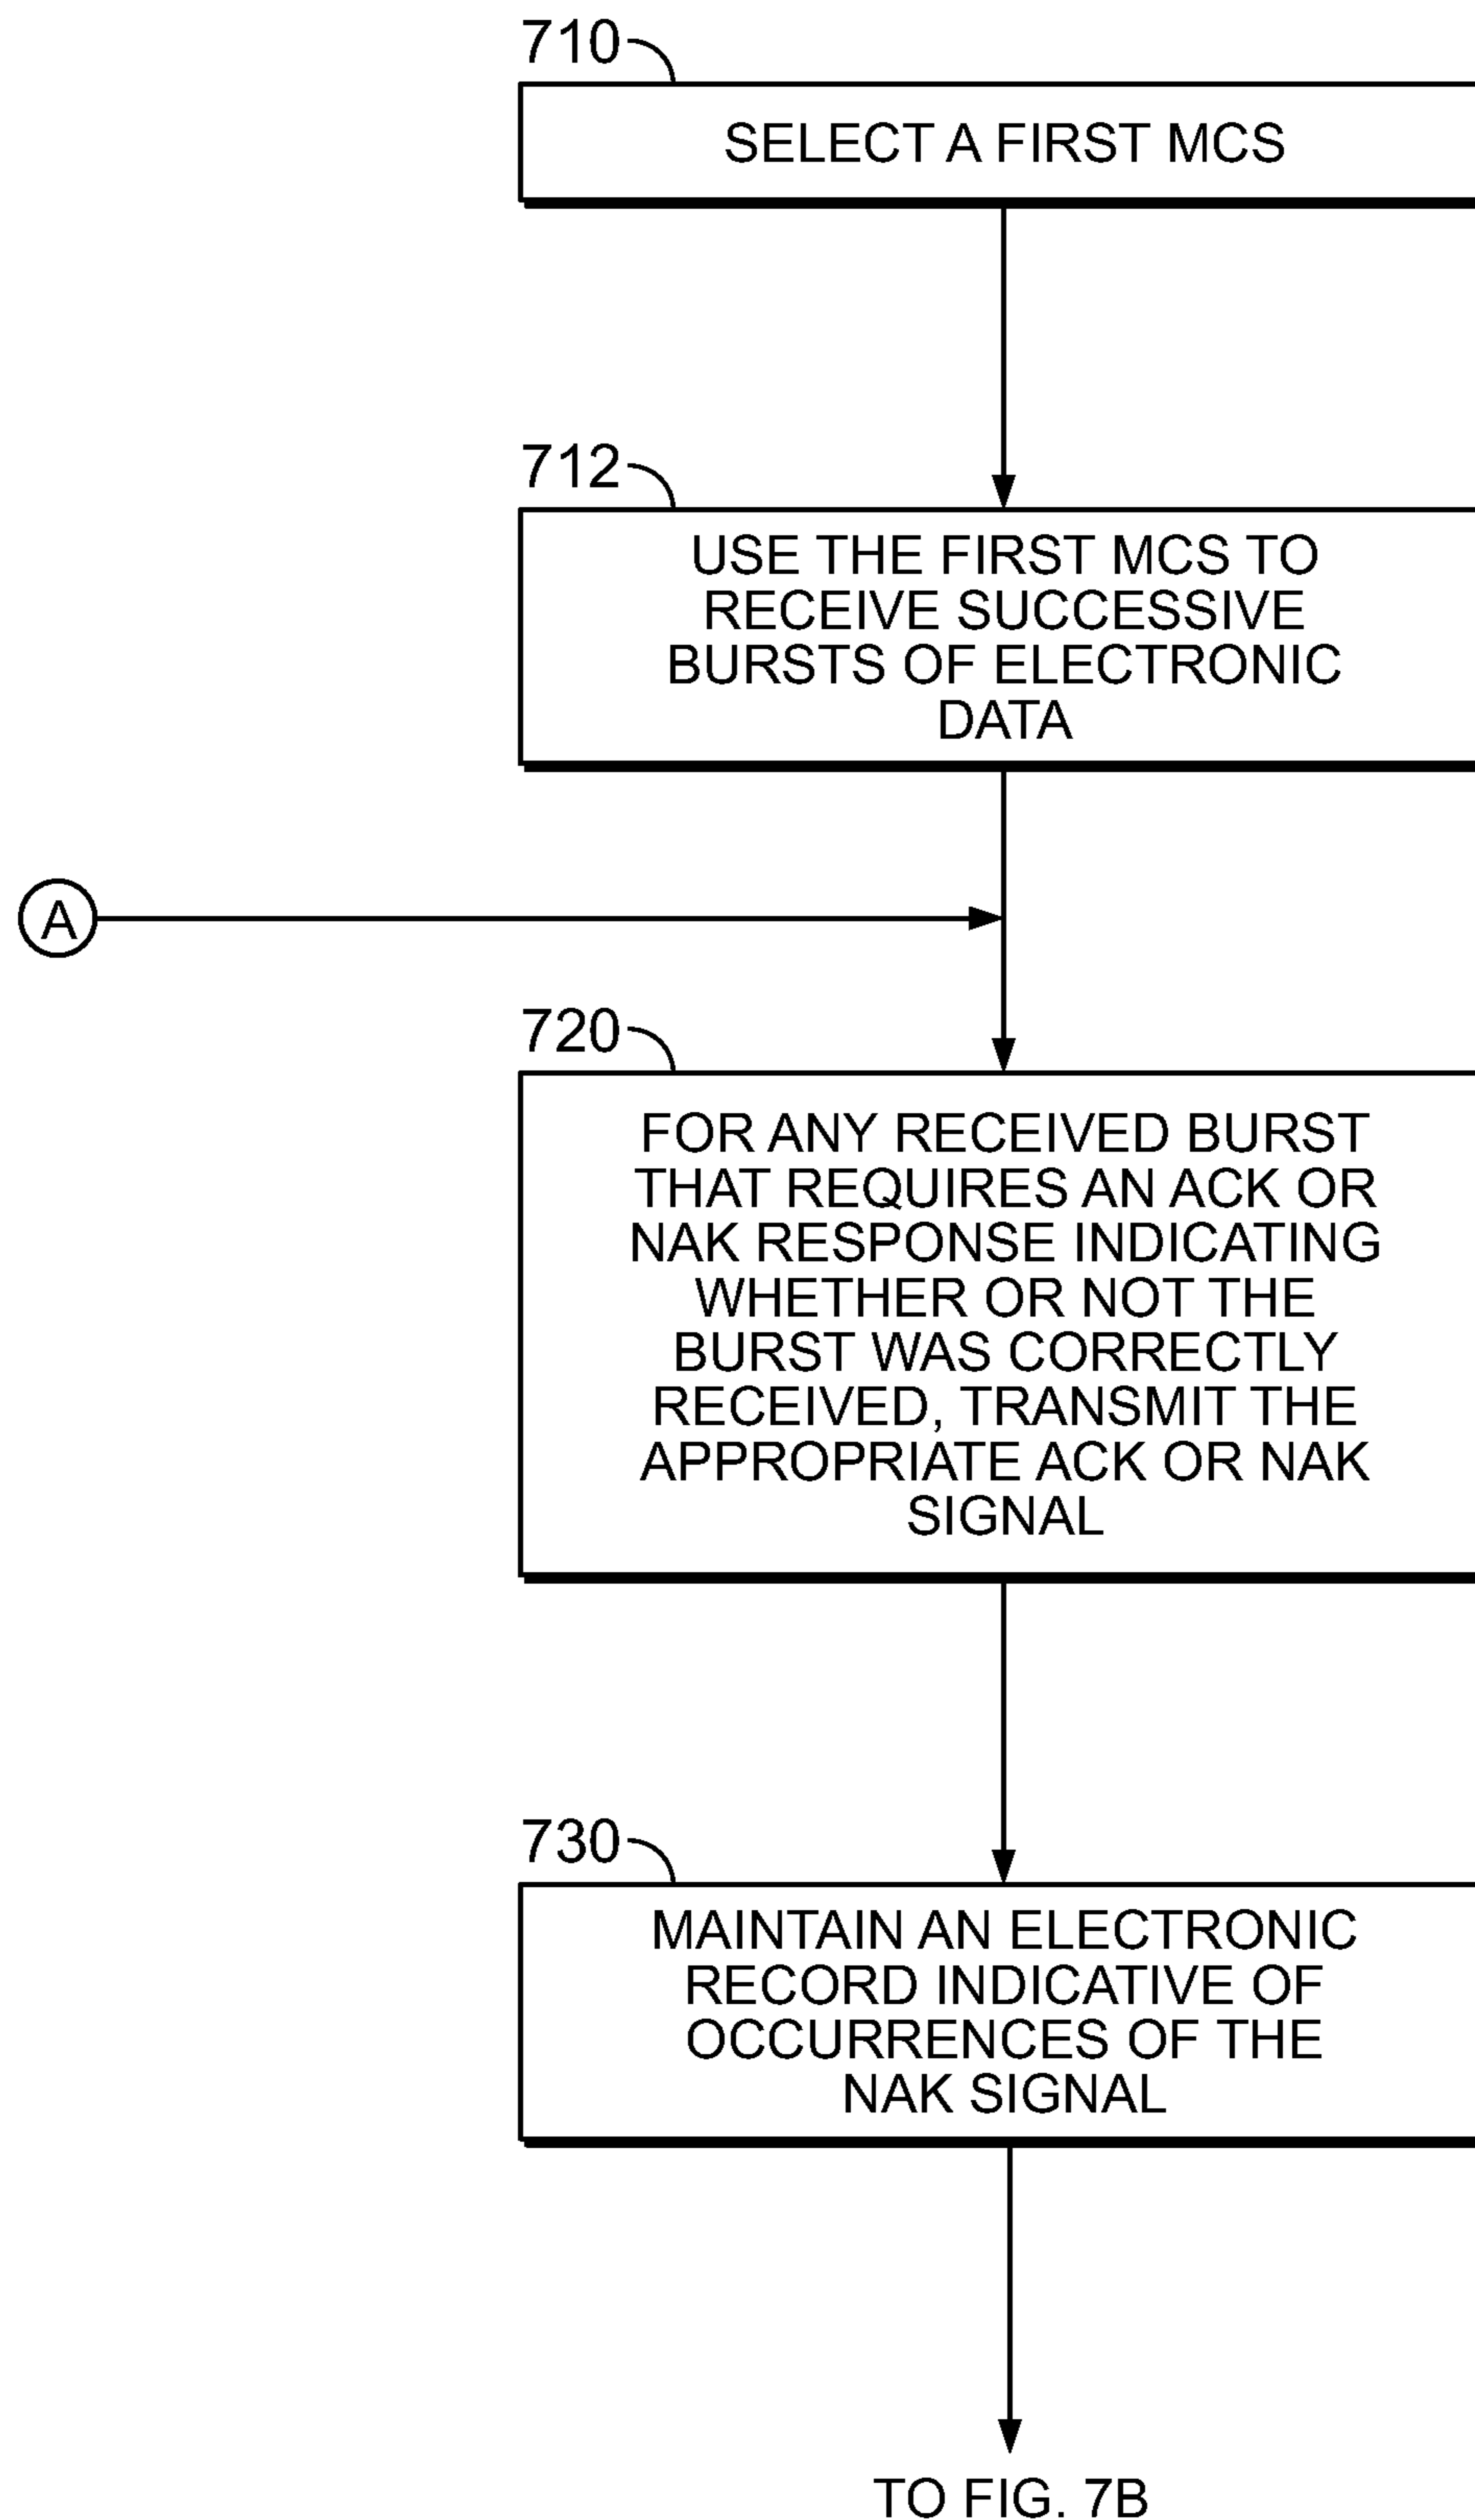 710
SELECT A FIRST MCS
712
USE THE FIRST MCS TO
RECEIVE SUCCESSIVE
BURSTS OF ELECTRONIC
DATA
A
720
FOR ANY RECEIVED BURST
THAT REQUIRES AN ACK OR
NAK RESPONSE INDICATING
WHETHER OR NOT THE
BURST WAS CORRECTLY
RECEIVED, TRANSMIT THE
APPROPRIATE ACK OR NAK
SIGNAL
730
MAINTAIN AN ELECTRONIC
RECORD INDICATIVE OF
OCCURRENCES OF THE
NAK SIGNAL
TO FIG. 7B